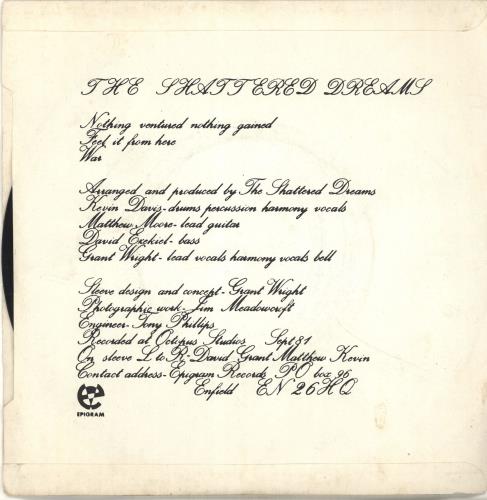 THE SHATTERED DREAMS
Nothing ventured nothing gained
Feel it from here
War
Arranged and produced by The Shattered Dreams
Kevin Davis-drums percussion harmony vocals
Matthew Moore-lead guitar
David Ezekiel-bass
Grant Wright-lead vocals harmony vocals bell
Sleeve design and concept-Grant Wright
Photographic work-Jim Meadowcroft
Engineer-Tony Phillips
Recorded at Octopus Studios Sept 81
On sleeve L to R-David Grant Matthew Kevin
Contact address-Epigram Records PO box 96
Enfield EN 2 6HQ
EPIGRAM